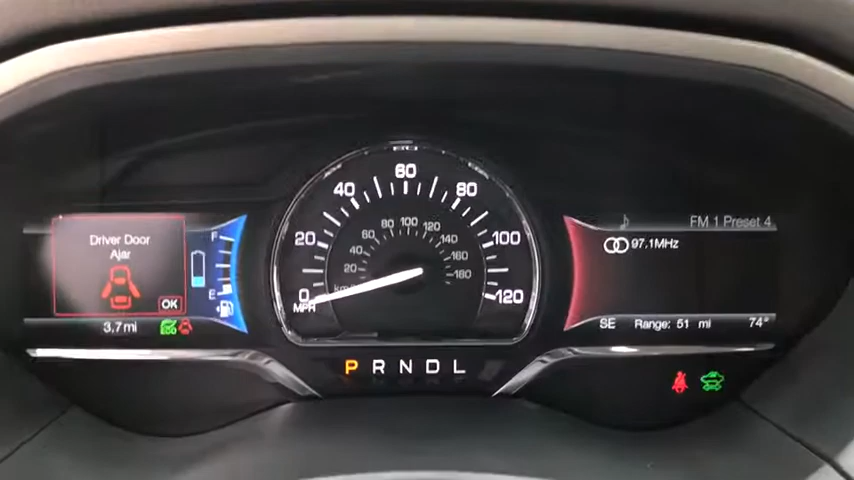 Driver Door
Ajar
OK
3.7 mi
F
E
0 20 40 60 80 100 120
MPH
km/h
20 40 60 80 100 120 140 160 180
P R N D L
FM 1 Preset 4
97.1MHz
SE Range: 51 mi 74°